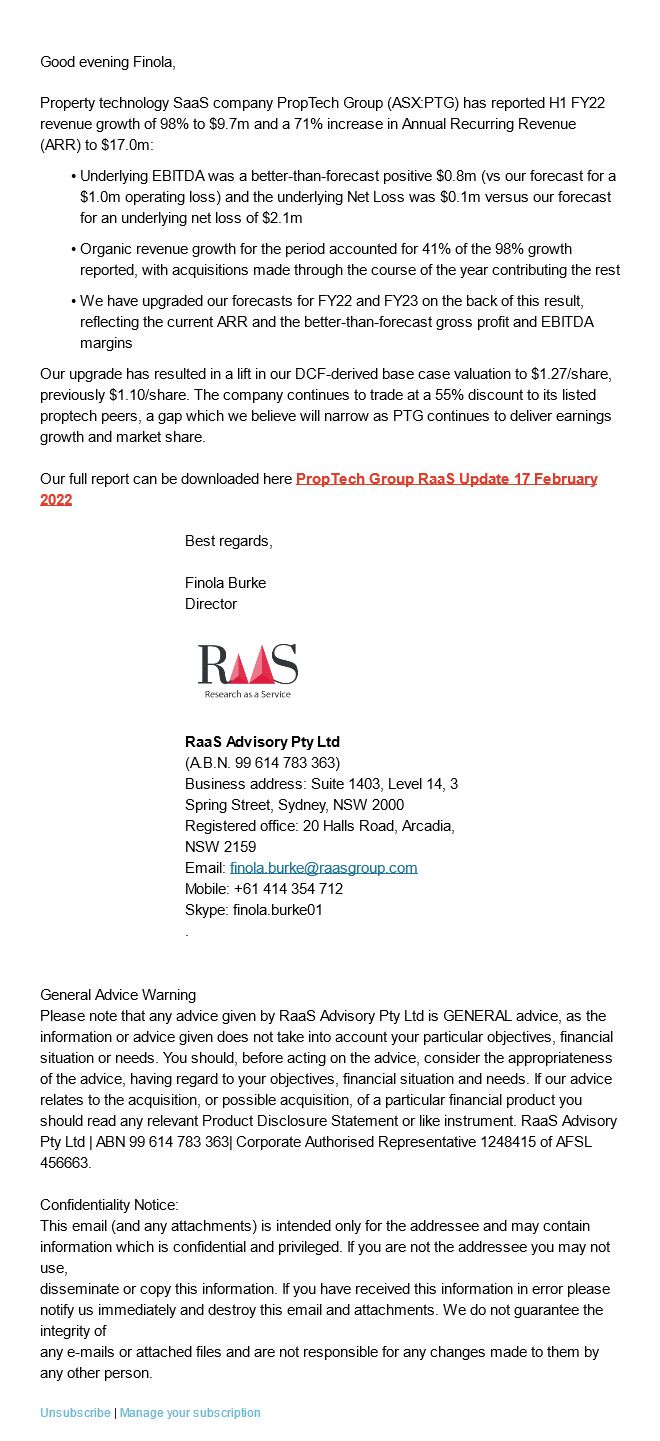 Good evening Finola,
Property technology SaaS company PropTech Group (ASX:PTG) has reported H1 FY22
revenue growth of 98% to $9.7m and a 71% increase in Annual Recurring Revenue
(ARR) to $17.0m:
• Underlying EBITDA was a better-than-forecast positive $0.8m (vs our forecast for a
$1.0m operating loss) and the underlying Net Loss was $0.1m versus our forecast
for an underlying net loss of $2.1m
• Organic revenue growth for the period accounted for 41% of the 98% growth
reported, with acquisitions made through the course of the year contributing the rest
• We have upgraded our forecasts for FY22 and FY23 on the back of this result,
reflecting the current ARR and the better-than-forecast gross profit and EBITDA
margins
Our upgrade has resulted in a lift in our DCF-derived base case valuation to $1.27/share,
previously $1.10/share. The company continues to trade at a 55% discount to its listed
proptech peers, a gap which we believe will narrow as PTG continues to deliver earnings
growth and market share.
Our full report can be downloaded here PropTech Group RaaS Update 17 February
2022
Best regards,
Finola Burke
Director
RAAS
Research as a Service
RaaS Advisory Pty Ltd
(A.B.N. 99 614 783 363)
Business address: Suite 1403, Level 14, 3
Spring Street, Sydney, NSW 2000
Registered office: 20 Halls Road, Arcadia,
NSW 2159
Email: finola.burke@raasgroup.com
Mobile: +61 414 354 712
Skype: finola.burke01
.
General Advice Warning
Please note that any advice given by RaaS Advisory Pty Ltd is GENERAL advice, as the
information or advice given does not take into account your particular objectives, financial
situation or needs. You should, before acting on the advice, consider the appropriateness
of the advice, having regard to your objectives, financial situation and needs. If our advice
relates to the acquisition, or possible acquisition, of a particular financial product you
should read any relevant Product Disclosure Statement or like instrument. RaaS Advisory
Pty Ltd | ABN 99 614 783 363| Corporate Authorised Representative 1248415 of AFSL
456663.
Confidentiality Notice:
This email (and any attachments) is intended only for the addressee and may contain
information which is confidential and privileged. If you are not the addressee you may not
use,
disseminate or copy this information. If you have received this information in error please
notify us immediately and destroy this email and attachments. We do not guarantee the
integrity of
any e-mails or attached files and are not responsible for any changes made to them by
any other person.
Unsubscribe | Manage your subscription